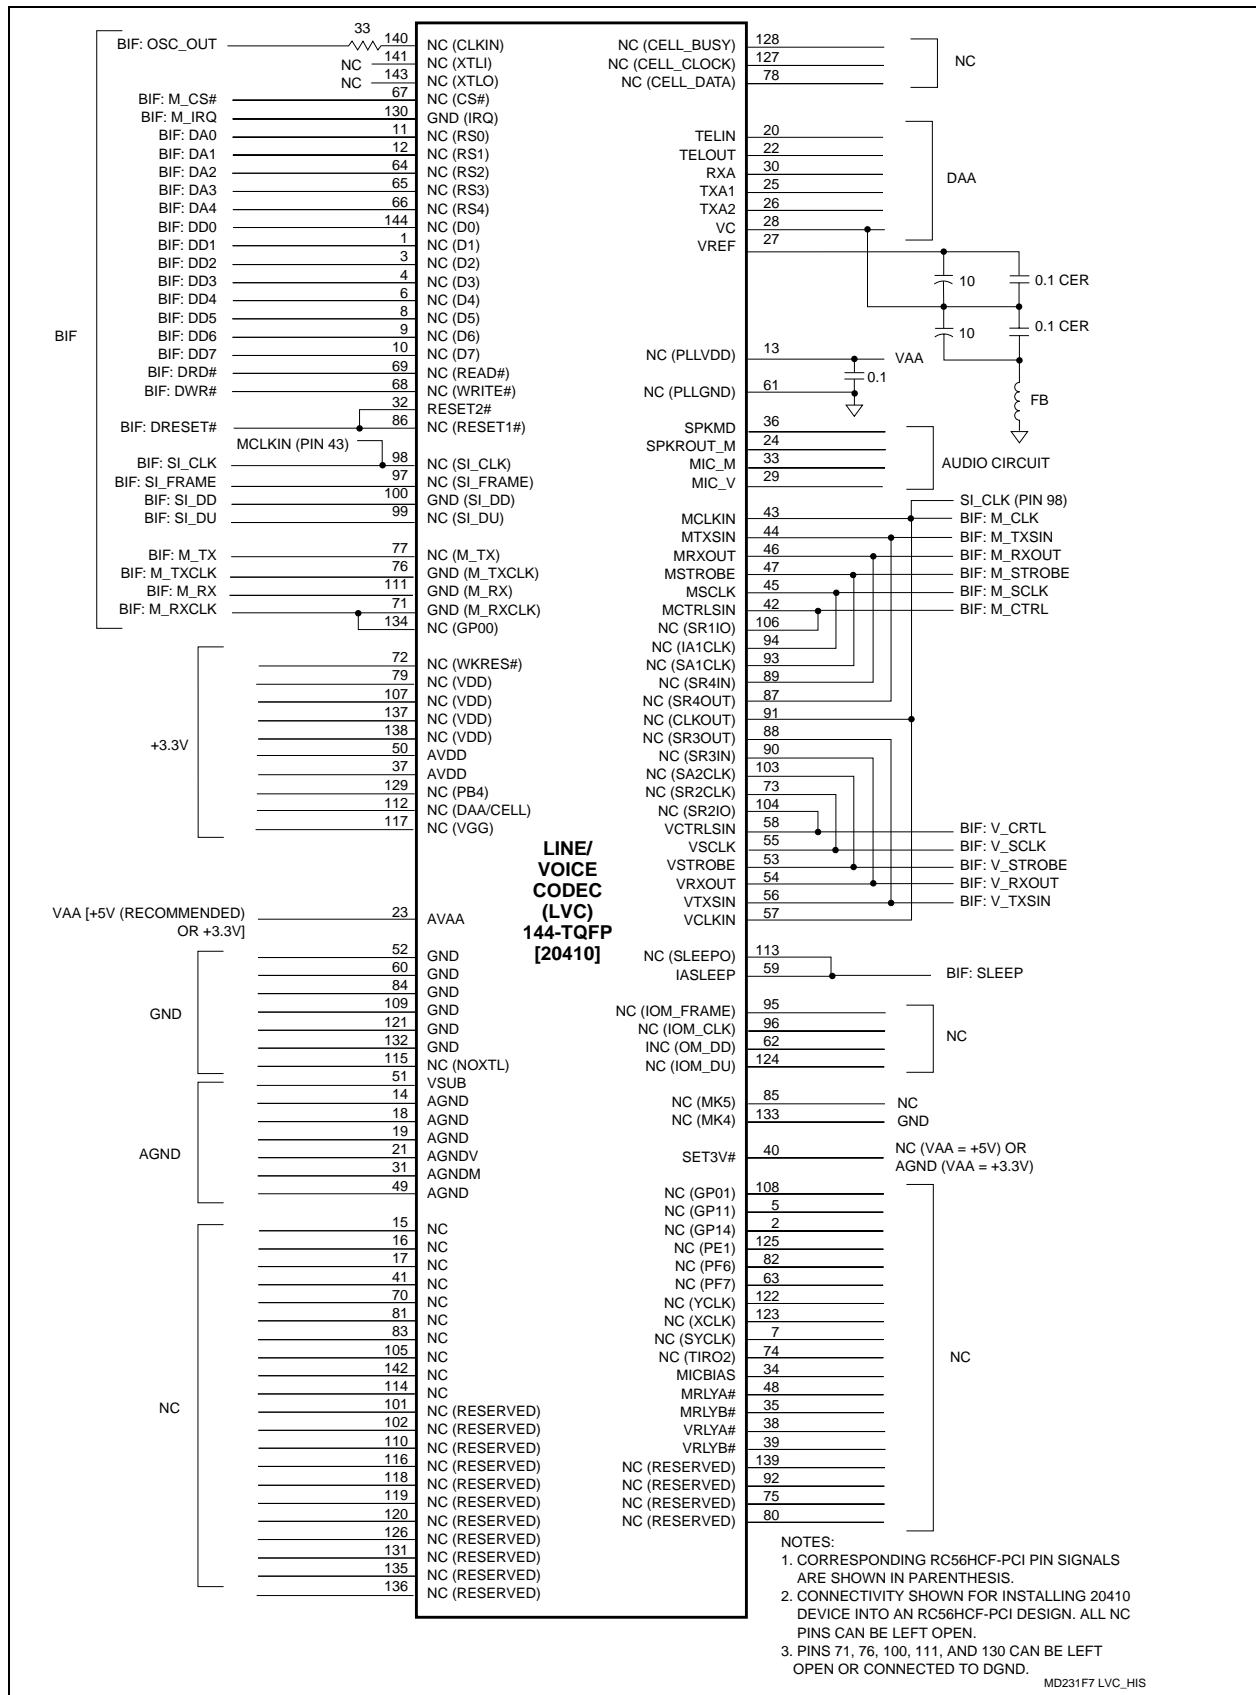 33
BIF: OSC_OUT 140 NC (CLKIN)
NC 141 NC (XTLI)
NC 143 NC (XTLO)
BIF: M_CS# 67 NC (CS#)
BIF: M_IRQ 130 GND (IRQ)
BIF: DA0 11 NC (RS0)
BIF: DA1 12 NC (RS1)
BIF: DA2 64 NC (RS2)
BIF: DA3 65 NC (RS3)
BIF: DA4 66 NC (RS4)
BIF: DD0 144 NC (D0)
BIF: DD1 1 NC (D1)
BIF: DD2 3 NC (D2)
BIF: DD3 4 NC (D3)
BIF: DD4 6 NC (D4)
BIF: DD5 8 NC (D5)
BIF: DD6 9 NC (D6)
BIF: DD7 10 NC (D7)
BIF: DRD# 69 NC (READ#)
BIF: DWR# 68 NC (WRITE#)
32 RESET2#
BIF: DRESET# 86 NC (RESET1#)
MCLKIN (PIN 43)
BIF: SI_CLK 98 NC (SI_CLK)
BIF: SI_FRAME 97 NC (SI_FRAME)
BIF: SI_DD 100 GND (SI_DD)
BIF: SI_DU 99 NC (SI_DU)
BIF: M_TX 77 NC (M_TX)
BIF: M_TXCLK 76 GND (M_TXCLK)
BIF: M_RX 111 GND (M_RX)
BIF: M_RXCLK 71 GND (M_RXCLK)
134 NC (GP00)
BIF
72 NC (WKRES#)
79 NC (VDD)
107 NC (VDD)
137 NC (VDD)
138 NC (VDD)
50 AVDD
37 AVDD
129 NC (PB4)
112 NC (DAA/CELL)
117 NC (VGG)
+3.3V
VAA [+5V (RECOMMENDED) 23 AVAA
OR +3.3V]
52 GND
60 GND
84 GND
109 GND
121 GND
132 GND
115 NC (NOXTL)
GND
51 VSUB
14 AGND
18 AGND
19 AGND
21 AGNDV
31 AGNDM
49 AGND
AGND
15 NC
16 NC
17 NC
41 NC
70 NC
81 NC
83 NC
105 NC
142 NC
114 NC
101 NC (RESERVED)
102 NC (RESERVED)
110 NC (RESERVED)
116 NC (RESERVED)
118 NC (RESERVED)
119 NC (RESERVED)
120 NC (RESERVED)
126 NC (RESERVED)
131 NC (RESERVED)
135 NC (RESERVED)
136 NC (RESERVED)
NC
LINE/
VOICE
CODEC
(LVC)
144-TQFP
[20410]
NC (CELL_BUSY) 128
NC (CELL_CLOCK) 127
NC (CELL_DATA) 78
NC
TELIN 20
TELOUT 22
RXA 30
TXA1 25
TXA2 26
VC 28
VREF 27
DAA
10 0.1 CER
10 0.1 CER
FB
NC (PLLVDD) 13 VAA
0.1
NC (PLLGND) 61
SPKMD 36
SPKROUT_M 24
MIC_M 33
MIC_V 29
AUDIO CIRCUIT
SI_CLK (PIN 98)
MCLKIN 43 BIF: M_CLK
MTXSIN 44 BIF: M_TXSIN
MRXOUT 46 BIF: M_RXOUT
MSTROBE 47 BIF: M_STROBE
MSCLK 45 BIF: M_SCLK
MCTRLSIN 42 BIF: M_CTRL
NC (SR1IO) 106
NC (IA1CLK) 94
NC (SA1CLK) 93
NC (SR4IN) 89
NC (SR4OUT) 87
NC (CLKOUT) 91
NC (SR3OUT) 88
NC (SR3IN) 90
NC (SA2CLK) 103
NC (SR2CLK) 73
NC (SR2IO) 104
VCTRLSIN 58 BIF: V_CRTL
VSCLK 55 BIF: V_SCLK
VSTROBE 53 BIF: V_STROBE
VRXOUT 54 BIF: V_RXOUT
VTXSIN 56 BIF: V_TXSIN
VCLKIN 57
NC (SLEEPO) 113
IASLEEP 59 BIF: SLEEP
NC (IOM_FRAME) 95
NC (IOM_CLK) 96
INC (OM_DD) 62
NC (IOM_DU) 124
NC
NC (MK5) 85 NC
NC (MK4) 133 GND
SET3V# 40 NC (VAA = +5V) OR
AGND (VAA = +3.3V)
NC (GP01) 108
NC (GP11) 5
NC (GP14) 2
NC (PE1) 125
NC (PF6) 82
NC (PF7) 63
NC (YCLK) 122
NC (XCLK) 123
NC (SYCLK) 7
NC (TIRO2) 74
MICBIAS 34
MRLYA# 48
MRLYB# 35
VRLYA# 38
VRLYB# 39
NC (RESERVED) 139
NC (RESERVED) 92
NC (RESERVED) 75
NC (RESERVED) 80
NC
NOTES:
1. CORRESPONDING RC56HCF-PCI PIN SIGNALS
ARE SHOWN IN PARENTHESIS.
2. CONNECTIVITY SHOWN FOR INSTALLING 20410
DEVICE INTO AN RC56HCF-PCI DESIGN. ALL NC
PINS CAN BE LEFT OPEN.
3. PINS 71, 76, 100, 111, AND 130 CAN BE LEFT
OPEN OR CONNECTED TO DGND.
MD231F7 LVC_HIS